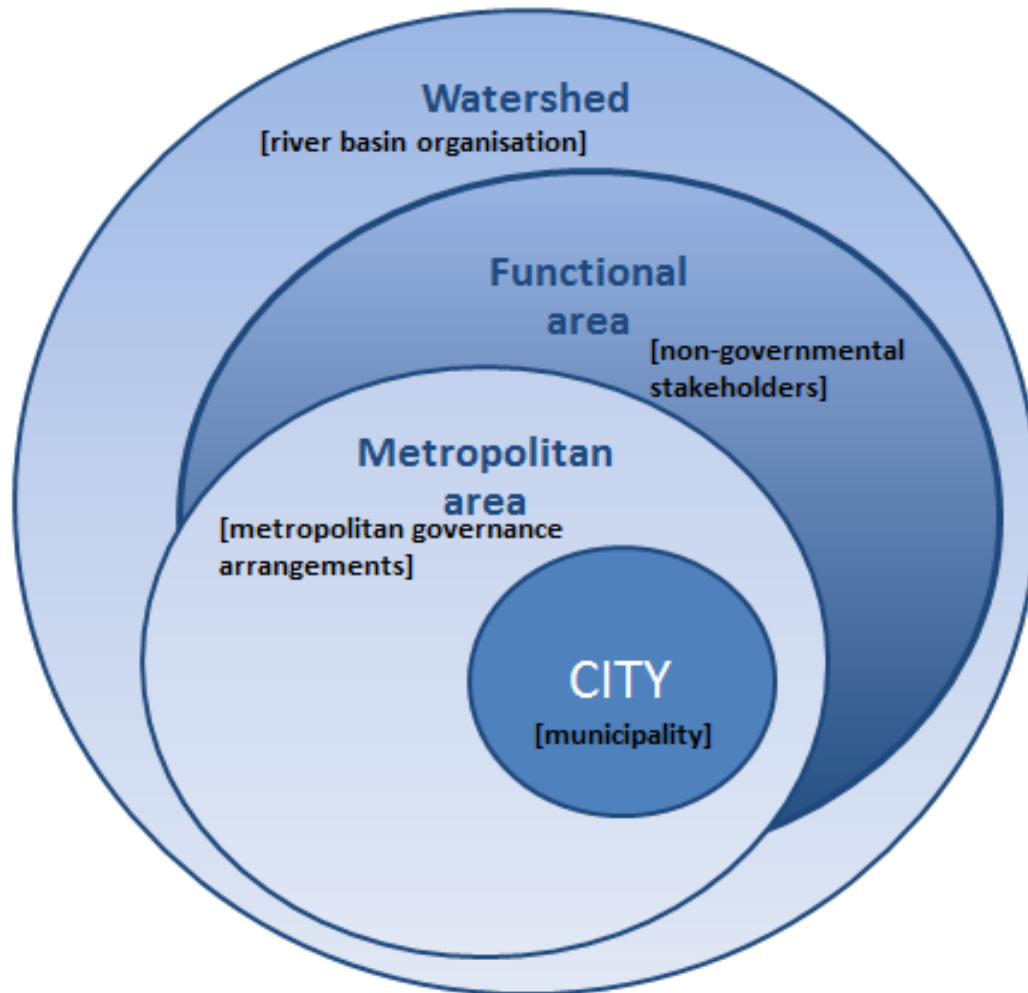 Watershed
[river basin organisation]
Functional
area
[non-governmental
stakeholders]
Metropolitan
area
[metropolitan governance
arrangements]
CITY
[municipality]